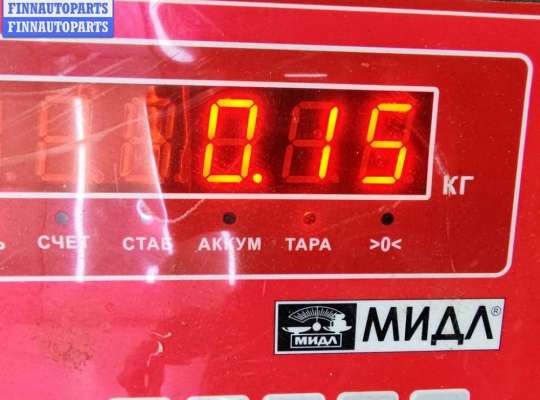 FINNAUTOPARTS
FINNAUTOPARTS
0.15
КГ
СЧЕТ СТАБ АККУМ ТАРА >0<
МИДЛ МИДЛ®